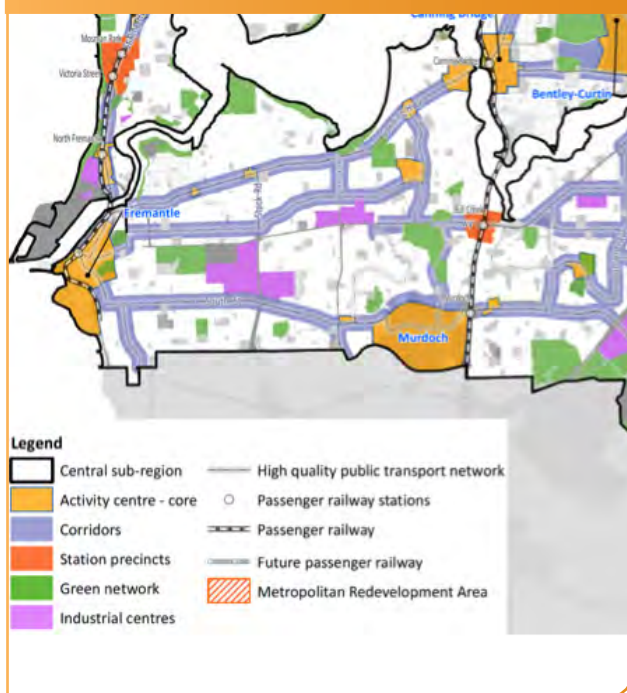 Canning Bridge
Victoria Street
North Fremantle
Bentley-Curtin
Fremantle
Stock Rd
Murdoch
Legend
Central sub-region
Activity centre - core
Corridors
Station precincts
Green network
Industrial centres
High quality public transport network
Passenger railway stations
Passenger railway
Future passenger railway
Metropolitan Redevelopment Area